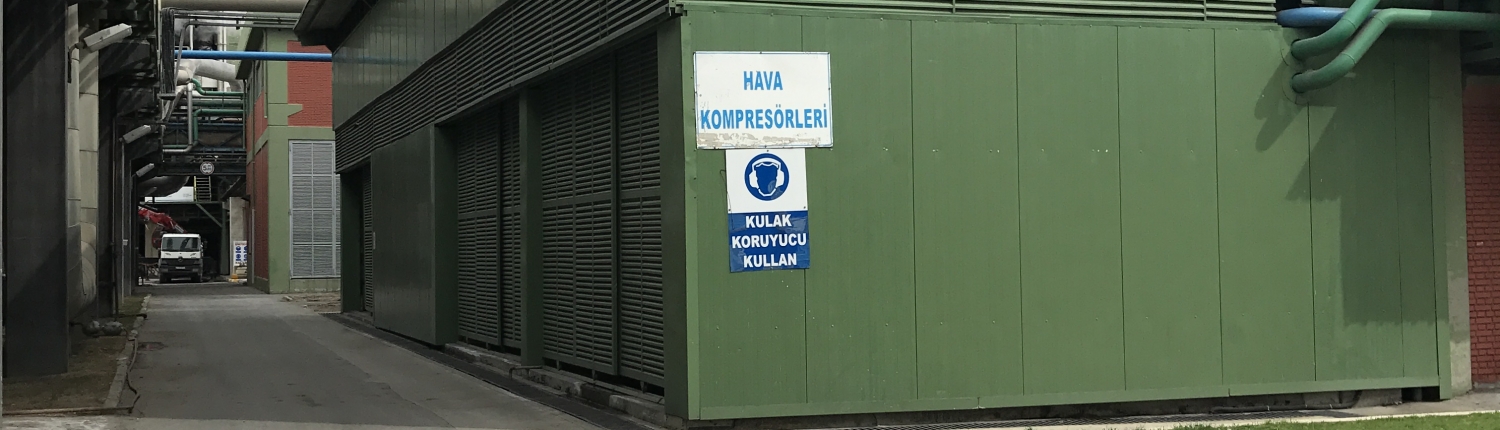 HAVA
KOMPRESÖRLERİ
KULAK
KORUYUCU
KULLAN